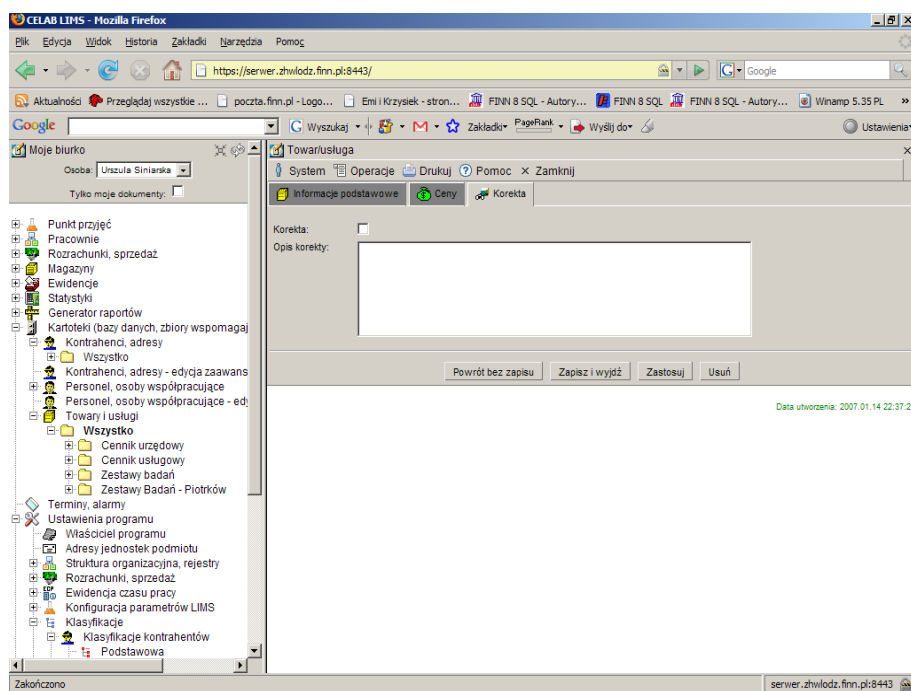 CELAB LIMS - Mozilla Firefox
Plik Edycja Widok Historia Zakładki Narzędzia Pomoc
https://serwer.zhwlodz.finn.pl:8443/
G Google
Aktualności Przeglądaj wszystkie ... poczta.finn.pl - Logo... Emi i Krzysiek - stron... FINN 8 SQL - Autory... FINN 8 SQL FINN 8 SQL - Autory... Winamp 5.35 PL »
Google G Wyszukaj Zakładki PageRank Wyślij do Ustawienia
Moje biurko
Osoba: Urszula Siniarska
Tylko moje dokumenty:
Punkt przyjęć
Pracownie
Rozrachunki, sprzedaż
Magazyny
Ewidencje
Statystyki
Generator raportów
Kartoteki (bazy danych, zbiory wspomagaj
Kontrahenci, adresy
Wszystko
Kontrahenci, adresy - edycja zaawans
Personel, osoby współpracujące
Personel, osoby współpracujące - edy
Towary i usługi
Wszystko
Cennik urzędowy
Cennik usługowy
Zestawy badań
Zestawy Badań - Piotrków
Terminy, alarmy
Ustawienia programu
Właściciel programu
Adresy jednostek podmiotu
Struktura organizacyjna, rejestry
Rozrachunki, sprzedaż
Ewidencja czasu pracy
Konfiguracja parametrów LIMS
Klasyfikacje
Klasyfikacje kontrahentów
Podstawowa
Towar/usługa
System Operacje Drukuj Pomoc Zamknij
Informacje podstawowe Ceny Korekta
Korekta:
Opis korekty:
Powrót bez zapisu Zapisz i wyjdź Zastosuj Usuń
Data utworzenia: 2007.01.14 22:37:2
Zakończono serwer.zhwlodz.finn.pl:8443